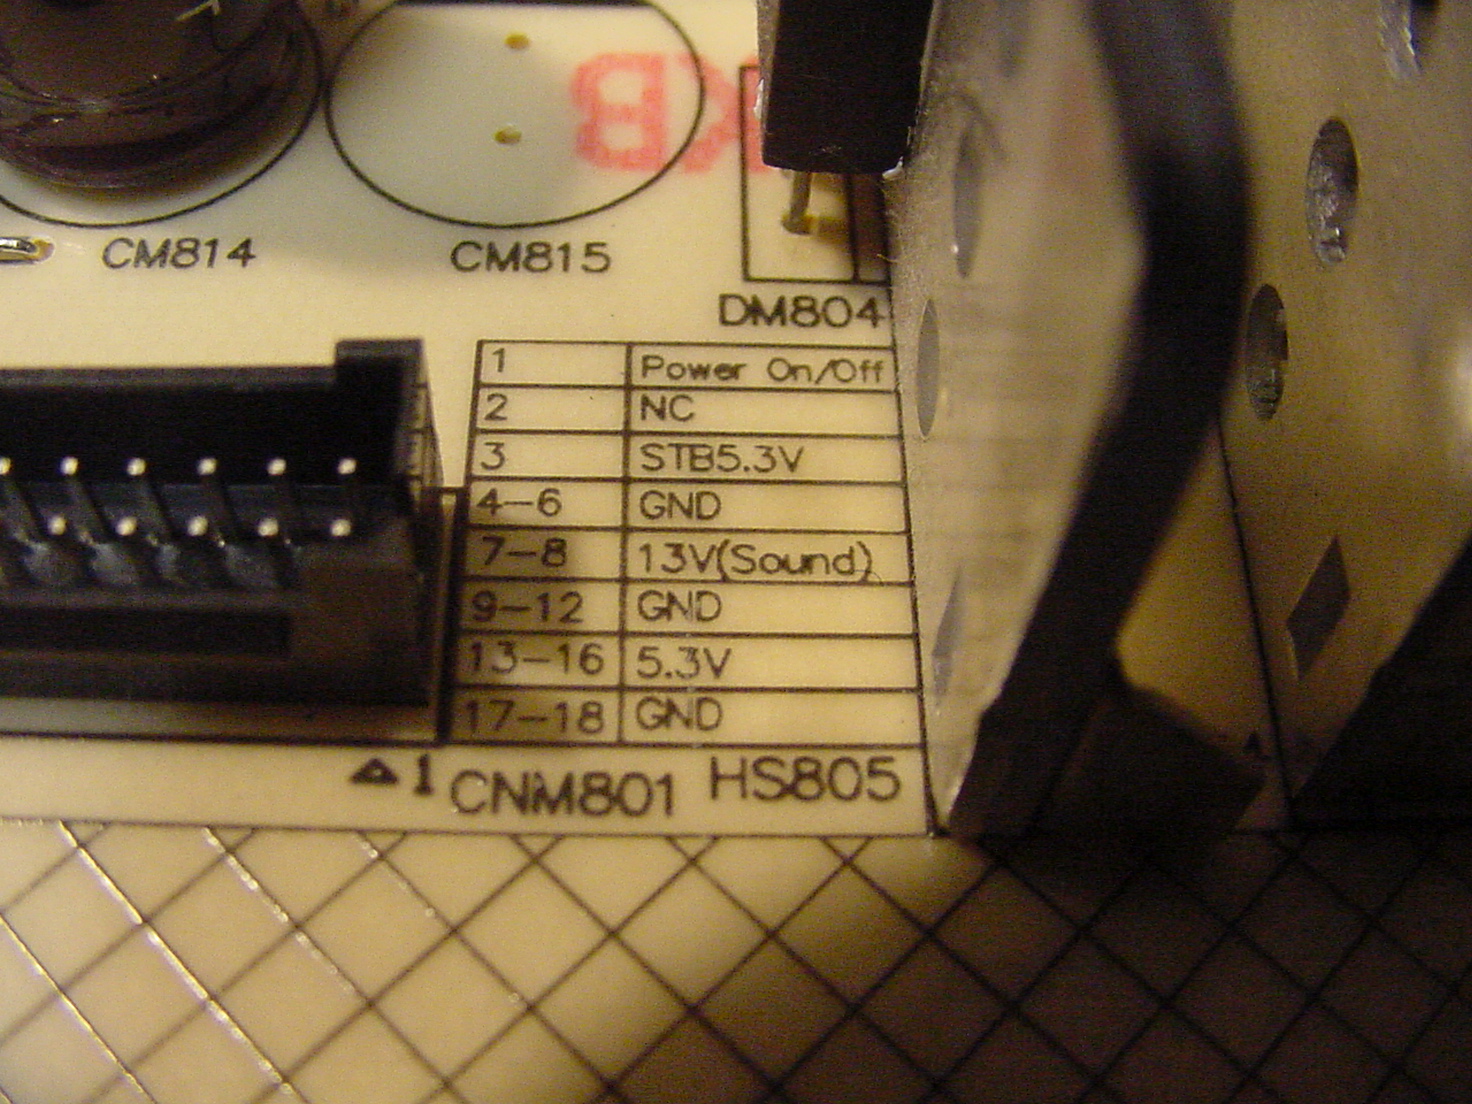 KB
CM814
CM815
DM804
1 Power On/Off
2 NC
3 STB5.3V
4-6 GND
7-8 13V(Sound)
9-12 GND
13-16 5.3V
17-18 GND
1 CNM801 HS805